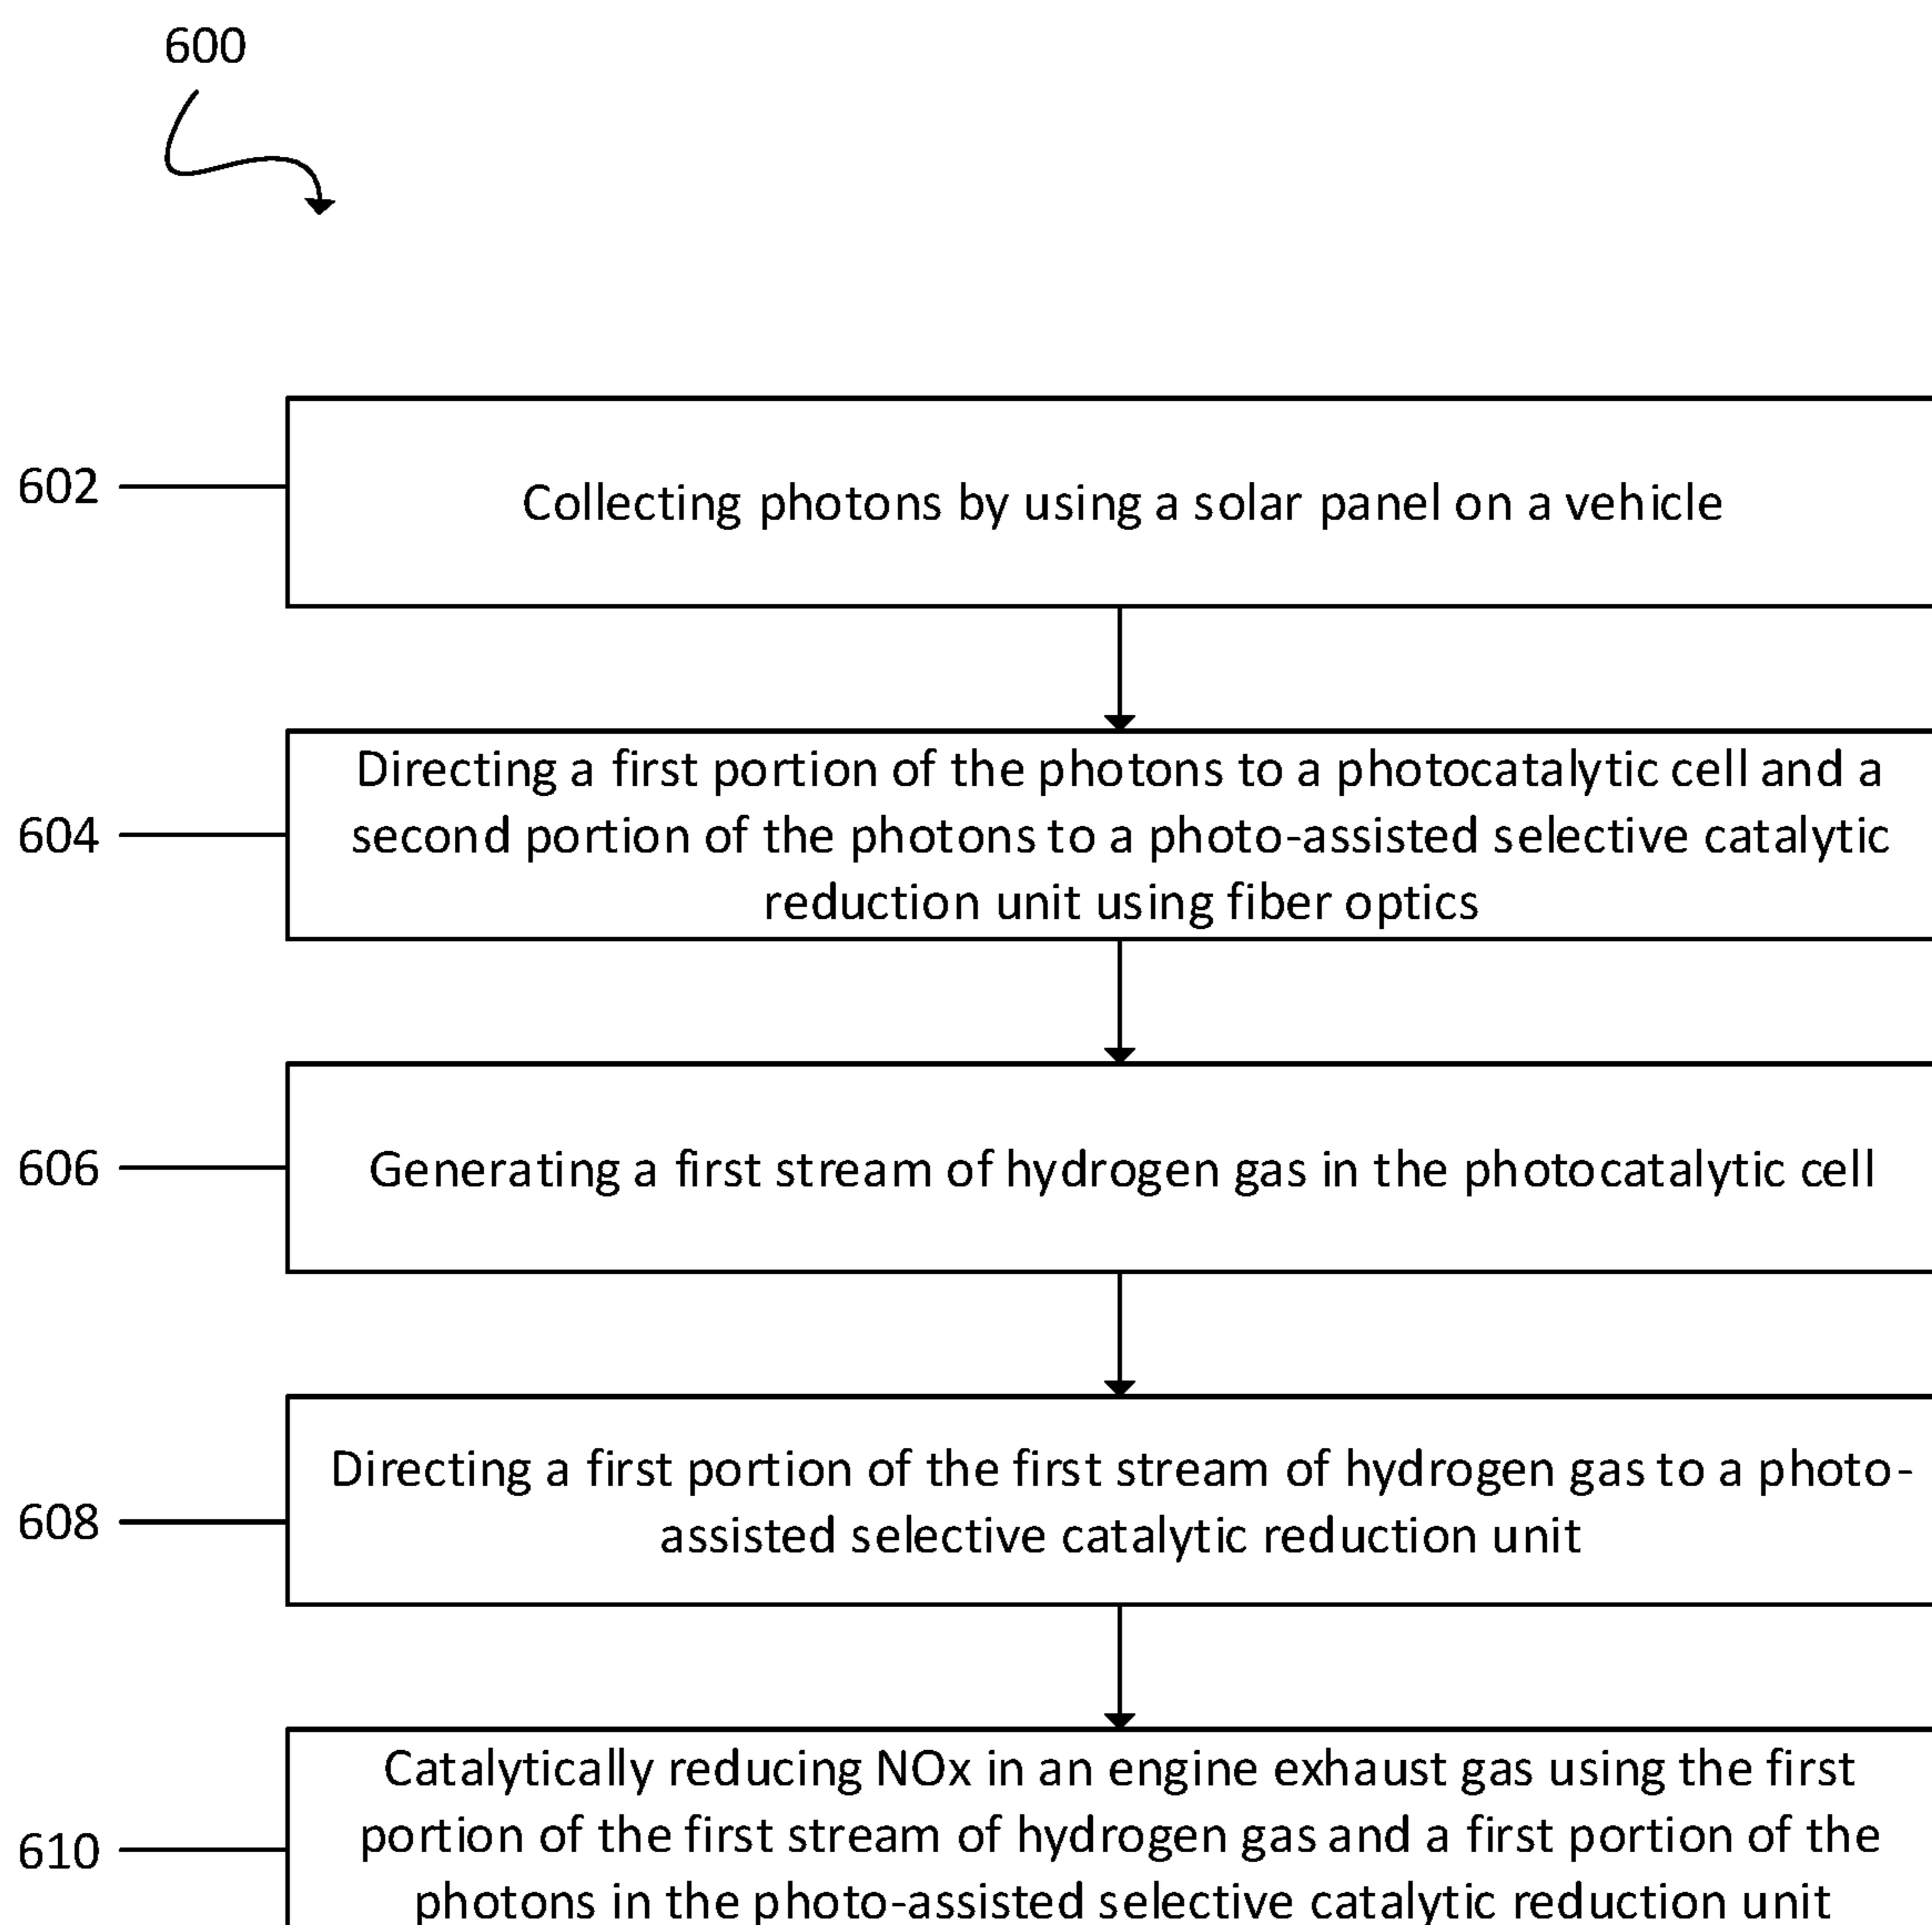 600
602
Collecting photons by using a solar panel on a vehicle
604
Directing a first portion of the photons to a photocatalytic cell and a
second portion of the photons to a photo-assisted selective catalytic
reduction unit using fiber optics
606
Generating a first stream of hydrogen gas in the photocatalytic cell
608
Directing a first portion of the first stream of hydrogen gas to a photo-
assisted selective catalytic reduction unit
610
Catalytically reducing NOx in an engine exhaust gas using the first
portion of the first stream of hydrogen gas and a first portion of the
photons in the photo-assisted selective catalytic reduction unit